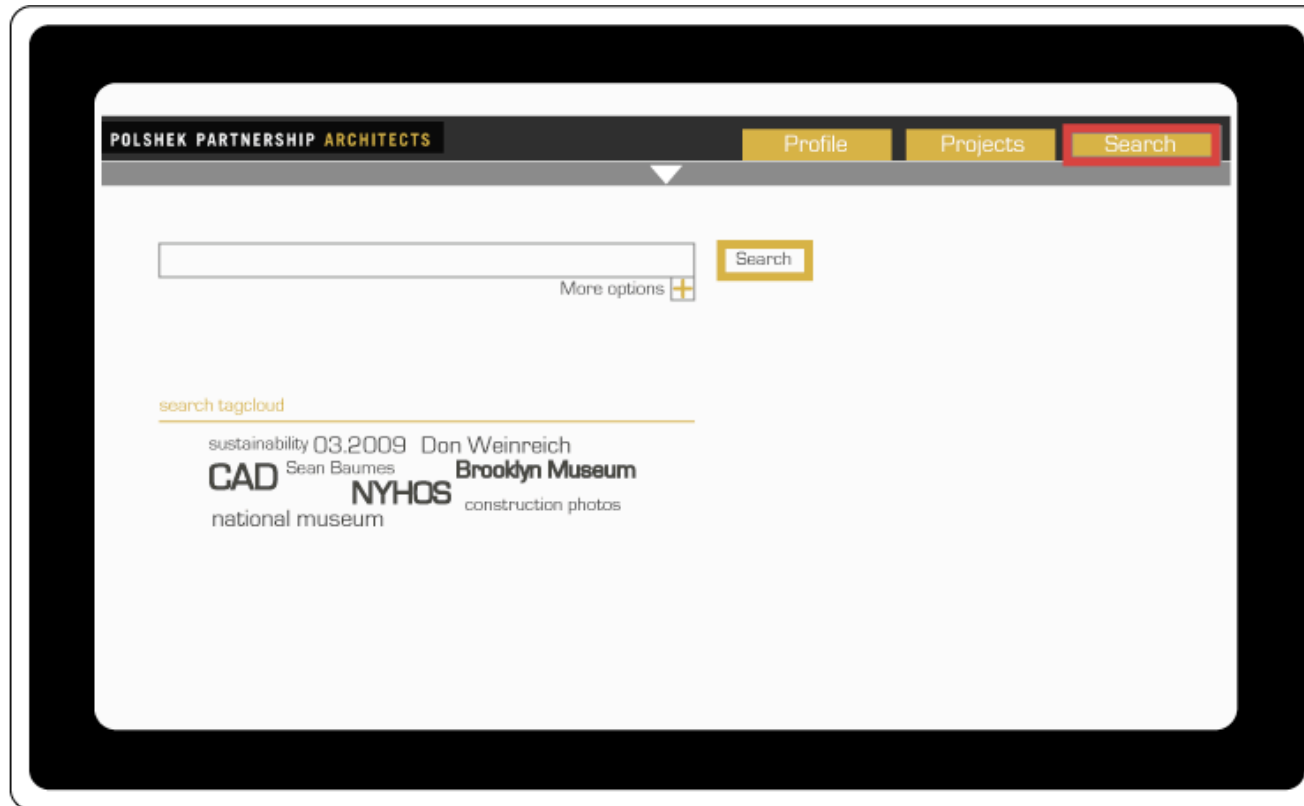 POLSHEK PARTNERSHIP ARCHITECTS
Profile Projects Search
Search
More options
search tagcloud
sustainability 03.2009 Don Weinreich
CAD Sean Baumes Brooklyn Museum
NYHOS construction photos
national museum